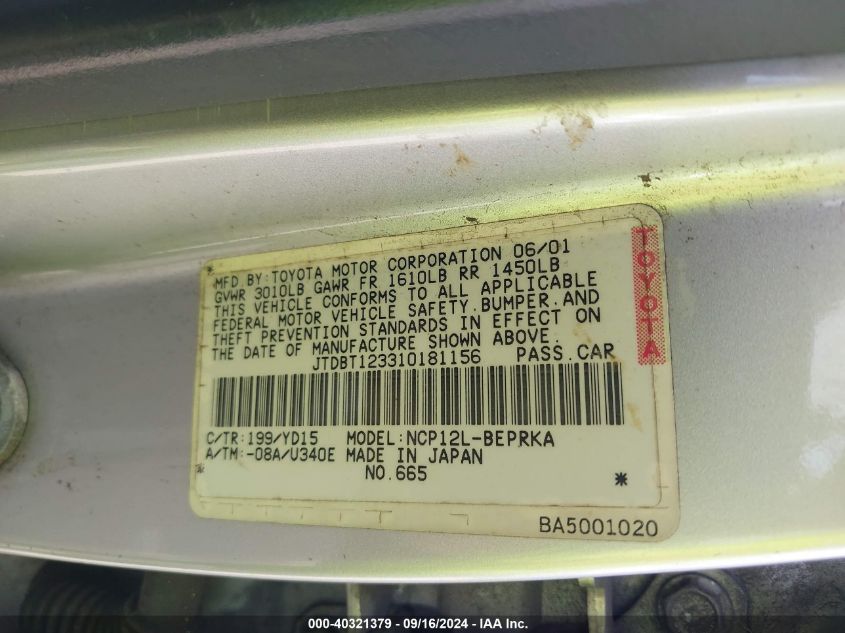 MFD BY: TOYOTA MOTOR CORPORATION 06/01
GVWR 3010LB GAWR FR 1610LB RR 1450LB
THIS VEHICLE CONFORMS TO ALL APPLICABLE
FEDERAL MOTOR VEHICLE SAFETY. BUMPER. AND
THEFT PREVENTION STANDARDS IN EFFECT ON
THE DATE OF MANUFACTURE SHOWN ABOVE.
JTDBT123310181156 PASS. CAR
TOYOTA
C/TR: 199/YD15 MODEL: NCP12L-BEPRKA
A/TM: -08A/U340E MADE IN JAPAN
NO. 665
*
BA5001020
000-40321379 - 09/16/2024 - IAA Inc.